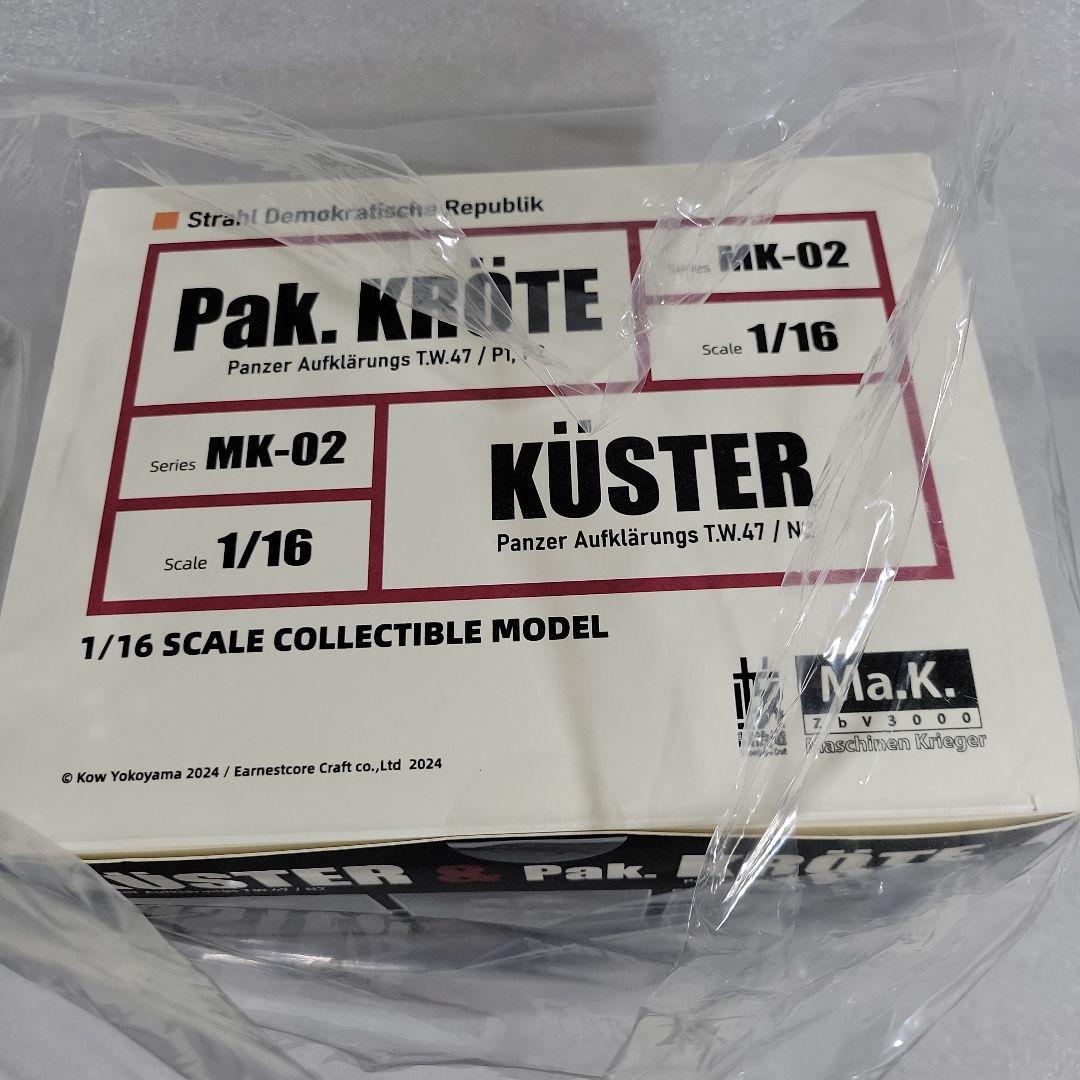 Strahl Demokratische Republik
Pak. KRÖTE
Panzer Aufklärungs T.W.47 / P1,
Series MK-02
Scale 1/16
Series MK-02
Scale 1/16
KÜSTER
Panzer Aufklärungs T.W.47 /
1/16 SCALE COLLECTIBLE MODEL
Ma.K.
ZbV3000
Maschinen Krieger
© Kow Yokoyama 2024 / Earnestcore Craft co.,Ltd 2024
KÜSTER & Pak. KRÖTE